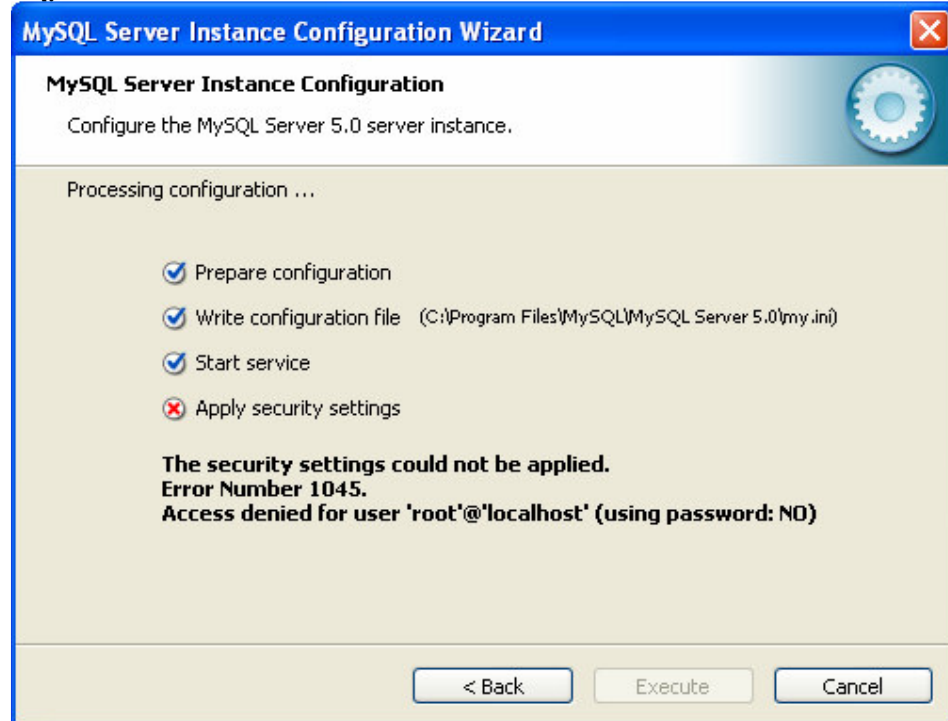 MySQL Server Instance Configuration Wizard
MySQL Server Instance Configuration
Configure the MySQL Server 5.0 server instance.
Processing configuration ...
Prepare configuration
Write configuration file (C:\Program Files\MySQL\MySQL Server 5.0\my.ini)
Start service
Apply security settings
The security settings could not be applied.
Error Number 1045.
Access denied for user 'root'@'localhost' (using password: NO)
< Back Execute Cancel